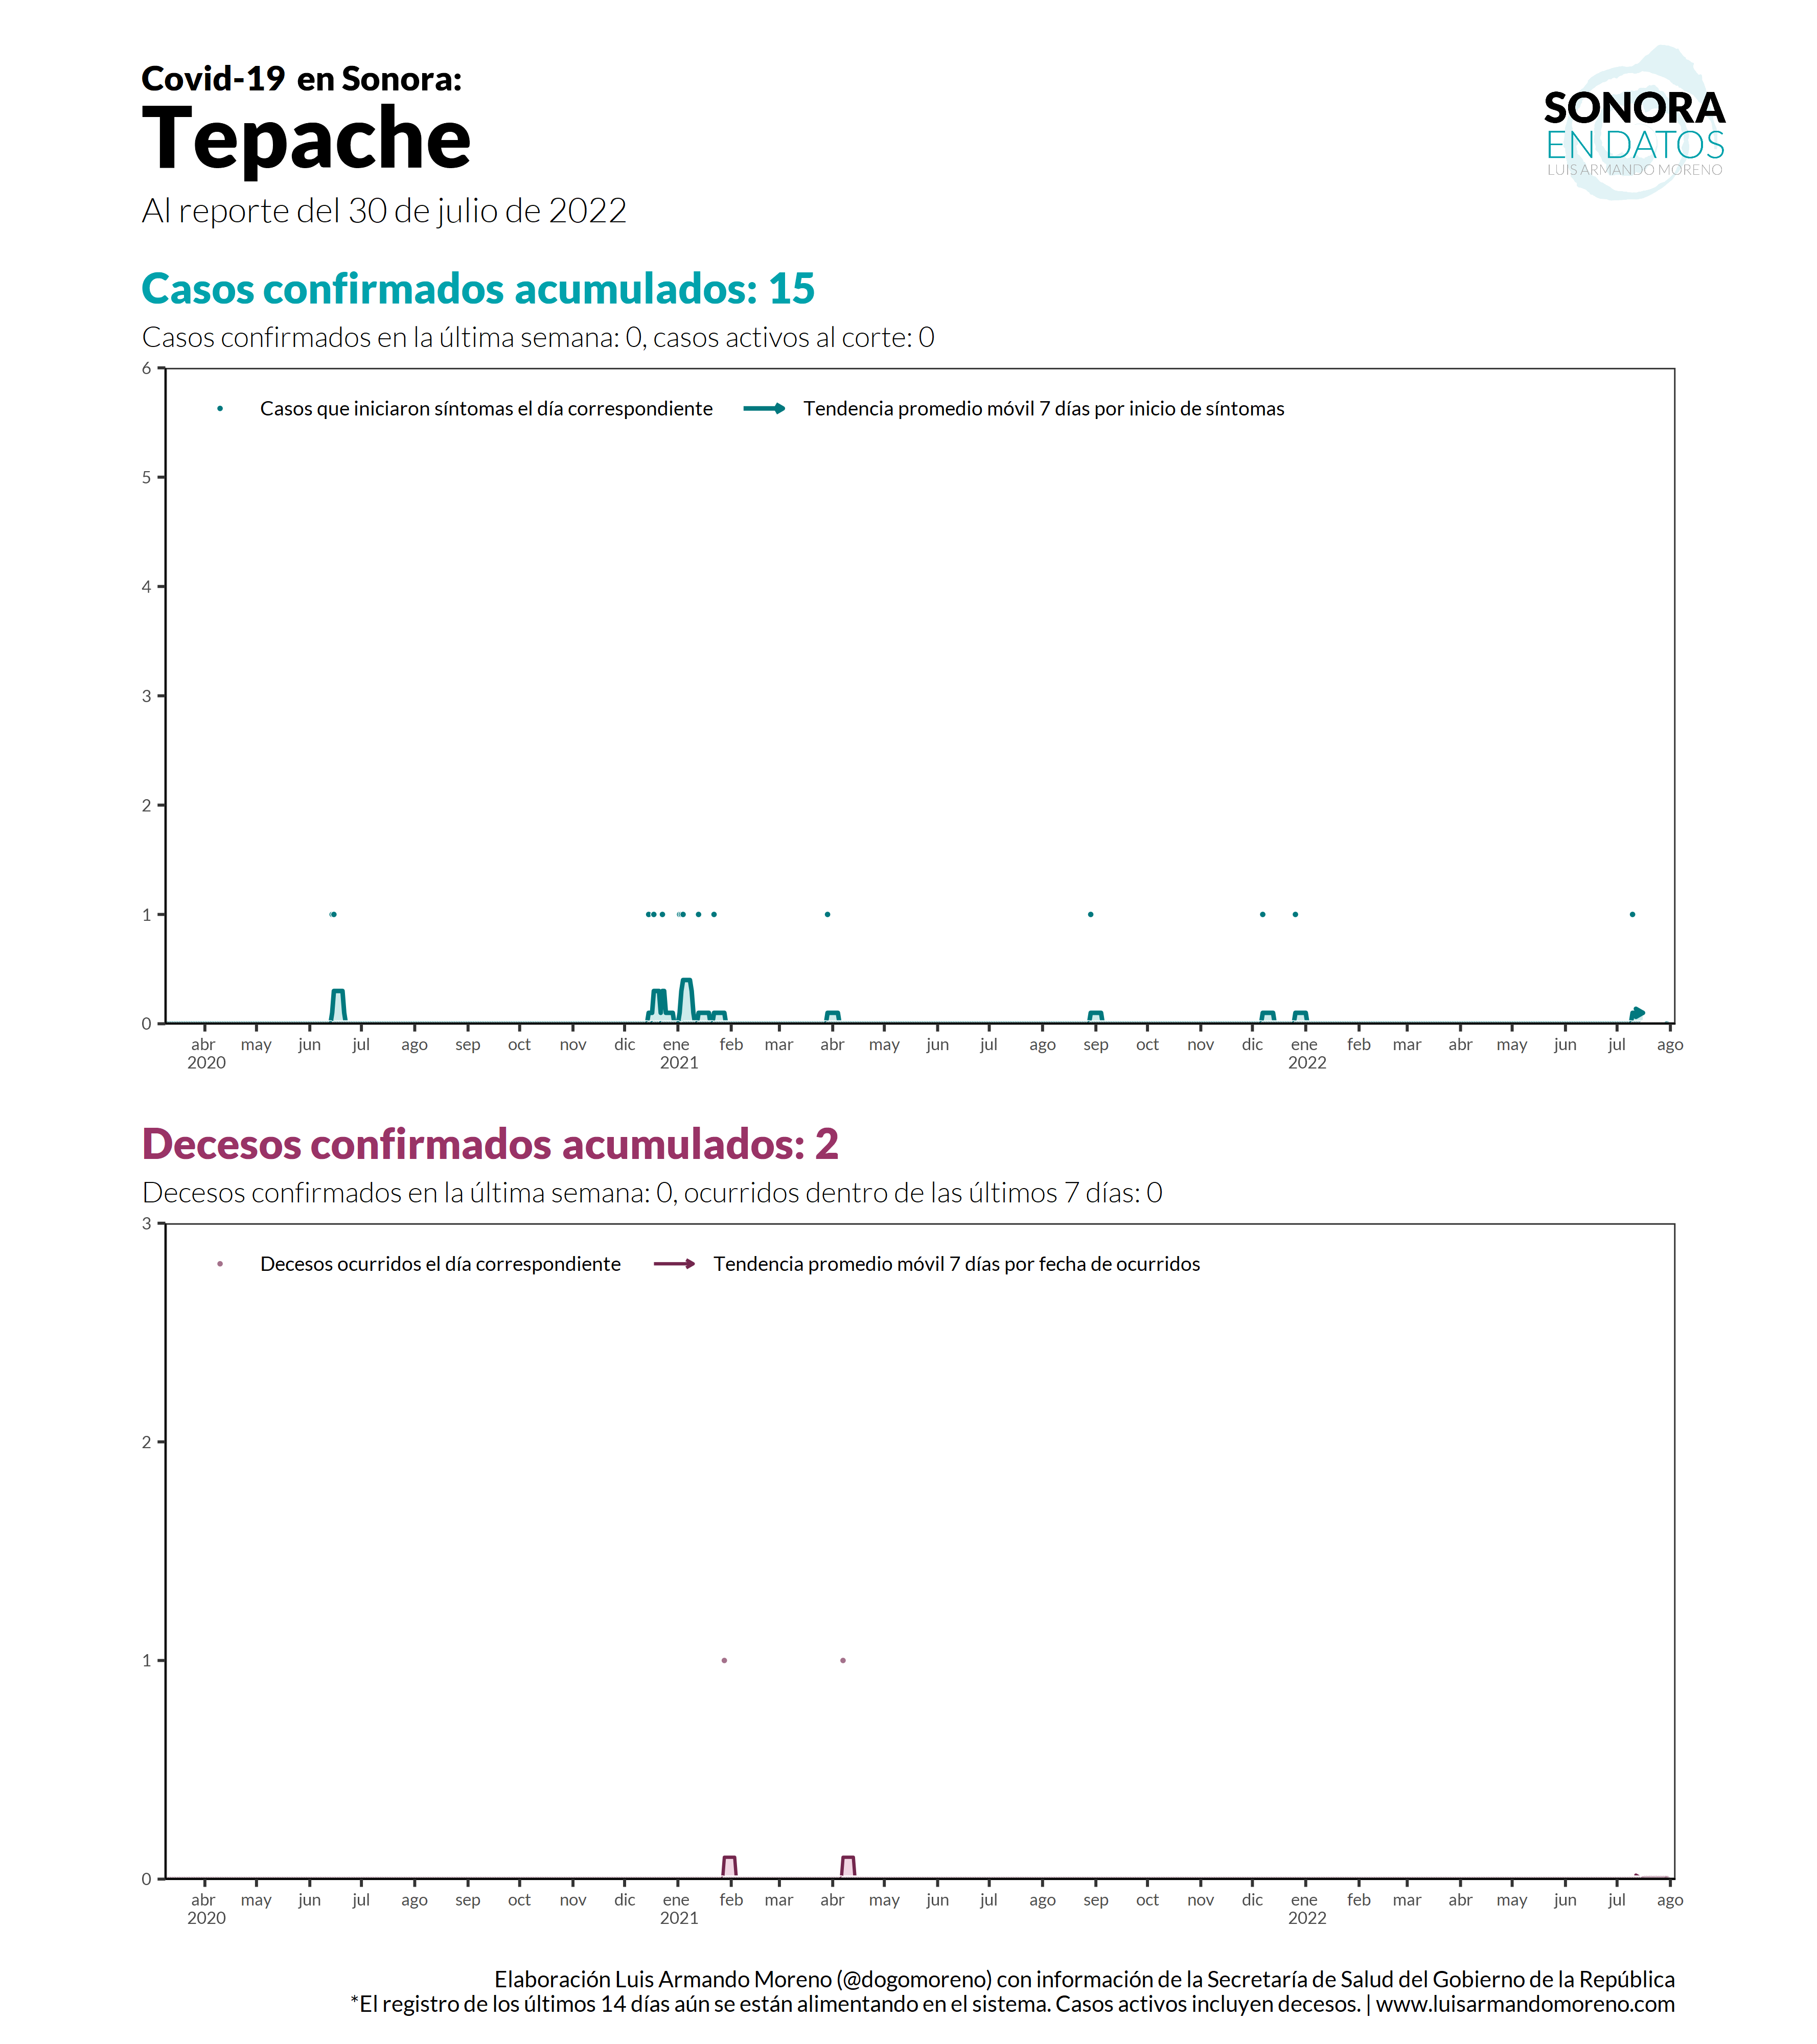 Covid-19 en Sonora:
Tepache
Al reporte del 30 de julio de 2022
SONORA
EN DATOS
LUIS ARMANDO MORENO
Casos confirmados acumulados: 15
Casos confirmados en la última semana: 0, casos activos al corte: 0
6
Casos que iniciaron síntomas el día correspondiente Tendencia promedio móvil 7 días por inicio de síntomas
5
4
3
2
1
0
abr may jun jul ago sep oct nov dic ene feb mar abr may jun jul ago sep oct nov dic ene feb mar abr may jun jul ago
2020 2021 2022
Decesos confirmados acumulados: 2
Decesos confirmados en la última semana: 0, ocurridos dentro de las últimos 7 días: 0
3
Decesos ocurridos el día correspondiente Tendencia promedio móvil 7 días por fecha de ocurridos
2
1
0
abr may jun jul ago sep oct nov dic ene feb mar abr may jun jul ago sep oct nov dic ene feb mar abr may jun jul ago
2020 2021 2022
Elaboración Luis Armando Moreno (@dogomoreno) con información de la Secretaría de Salud del Gobierno de la República
*El registro de los últimos 14 días aún se están alimentando en el sistema. Casos activos incluyen decesos. | www.luisarmandomoreno.com